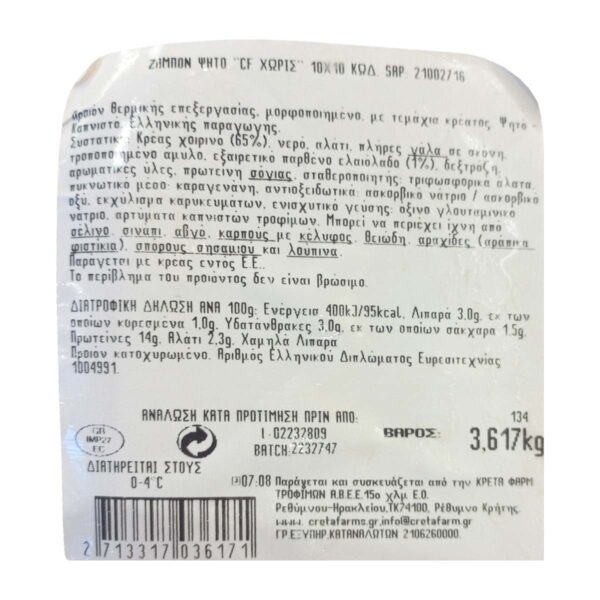 ΖΑΜΠΟΝ ΨΗΤΟ "CF ΧΩΡΙΣ" 10X10 ΚΩΔ. SAP. 21002716
Προϊόν θερμικής επεξεργασίας, μορφοποιημένο, με τεμάχια κρέατος, Ψητό -
Καπνιστό, Ελληνικής παραγωγης.
Συστατικά: Κρέας χοιρινό (65%), νερό, αλάτι, πλήρες γάλα σε σκόνη,
τροποποιημένο άμυλο, εξαιρετικό παρθένο ελαιόλαδο (1%), δεξτρόζη,
αρωματικές ύλες, πρωτεΐνη σόγιας, σταθεροποιητής: τριφωσφορικά άλατα,
πυκνωτικό μέσο: καραγενάνη, αντιοξειδωτικά: ασκορβικό νάτριο / ασκορβικό
οξύ, εκχύλισμα καρυκευμάτων, ενισχυτικό γεύσης: όξινο γλουταμινικό
νάτριο, αρτύματα καπνιστών τροφίμων. Μπορεί να περιέχει ίχνη από
σέλινο, σινάπι, αβγό, καρπούς με κέλυφος, θειώδη, αραχίδες (αράπικα
φιστίκια), σπόρους σησαμιού και λούπινα.
Παράγεται με κρέας εντός Ε.Ε..
Το περίβλημα του προϊόντος δεν είναι βρώσιμο.
ΔΙΑΤΡΟΦΙΚΗ ΔΗΛΩΣΗ ΑΝΑ 100g: Ενέργεια 400kJ/95kcal, Λιπαρά 3,0g, εκ των
οποίων κορεσμένα 1,0g, Υδατάνθρακες 3,0g, εκ των οποίων σάκχαρα 1,5g,
Πρωτεΐνες 14g, Αλάτι 2,3g. Χαμηλά Λιπαρά
Προϊόν κατοχυρωμένο. Αριθμός Ελληνικού Διπλώματος Ευρεσιτεχνίας
1004991.
ΑΝΑΛΩΣΗ ΚΑΤΑ ΠΡΟΤΙΜΗΣΗ ΠΡΙΝ ΑΠΟ:
L-02232809
BATCH:2232747
134
ΒΑΡΟΣ: 3,617kg
GR
IMP27
EC
ΔΙΑΤΗΡΕΙΤΑΙ ΣΤΟΥΣ
0-4°C
07:08 Παράγεται και συσκευάζεται από την ΚΡΕΤΑ ΦΑΡΜ
ΤΡΟΦΙΜΩΝ Α.Β.Ε.Ε.15ο χλμ Ε.Ο.
Ρεθύμνου-Ηρακλείου,ΤΚ74100, Ρέθυμνο Κρήτης.
www. cretafarms.gr,info@cretafarm.gr
ΓΡ.ΕΞΥΠΗΡ.ΚΑΤΑΝΑΛΩΤΩΝ 2106260000.
2 713317 036171